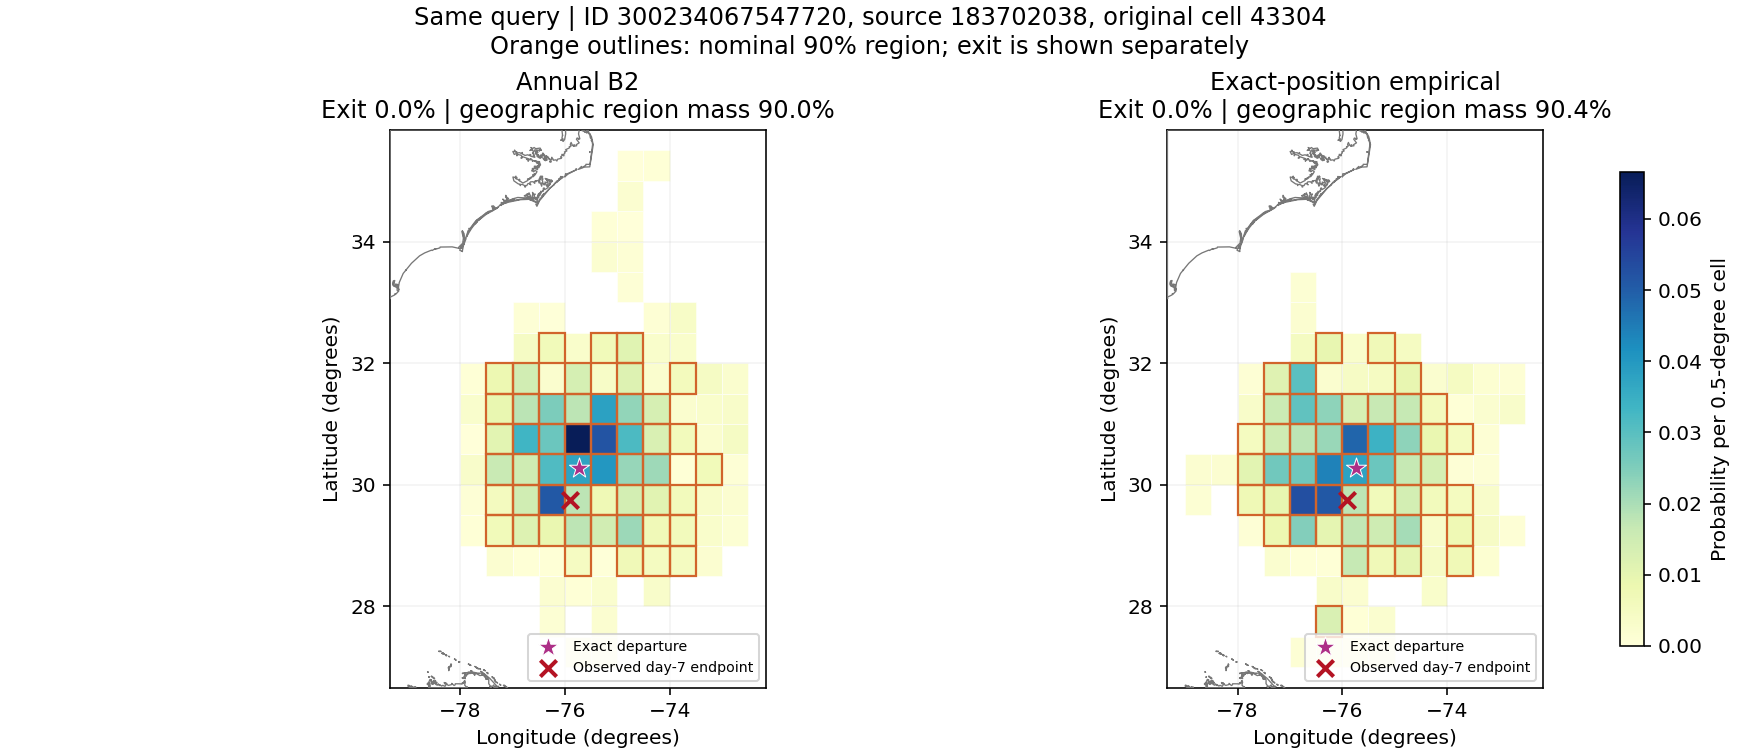 Same query | ID 300234067547720, source 183702038, original cell 43304
Orange outlines: nominal 90% region; exit is shown separately
Annual B2
Exit 0.0% | geographic region mass 90.0%
34
32
30
28
−78
−76
−74
Latitude (degrees)
Longitude (degrees)
Exact departure
Observed day-7 endpoint
Exact-position empirical
Exit 0.0% | geographic region mass 90.4%
34
32
30
28
−78
−76
−74
Latitude (degrees)
Longitude (degrees)
Exact departure
Observed day-7 endpoint
0.06
0.05
0.04
0.03
0.02
0.01
0.00
Probability per 0.5-degree cell